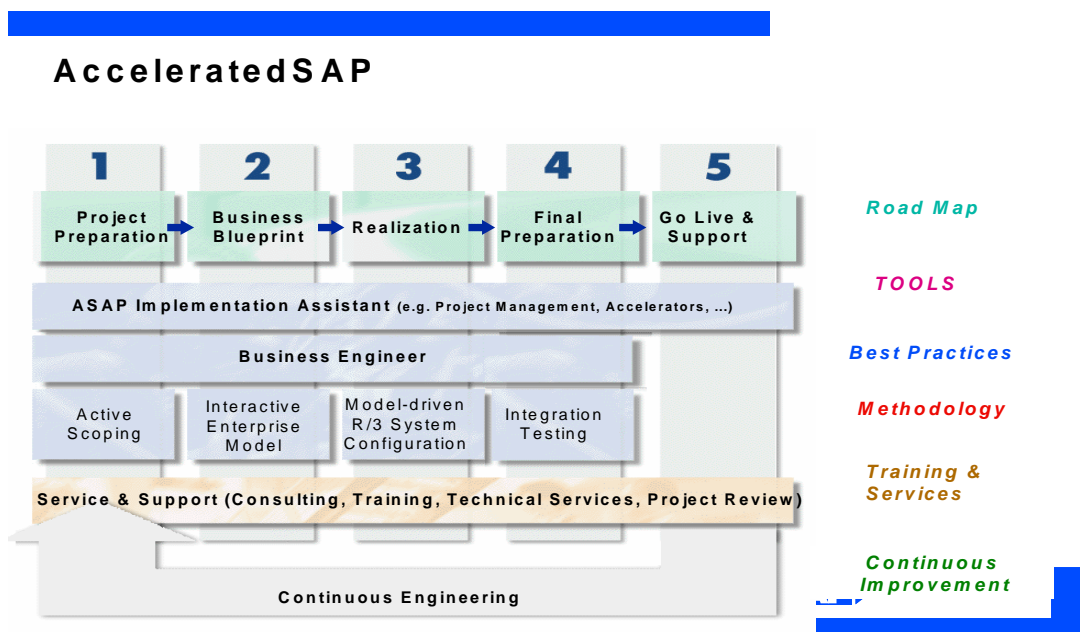 AcceleratedSAP
1
2
3
4
5
Project
Preparation
Business
Blueprint
Realization
Final
Preparation
Go Live &
Support
Road Map
ASAP Implementation Assistant (e.g. Project Management, Accelerators, ...)
TOOLS
Business Engineer
Best Practices
Active
Scoping
Interactive
Enterprise
Model
Model-driven
R/3 System
Configuration
Integration
Testing
Methodology
Service & Support (Consulting, Training, Technical Services, Project Review)
Training &
Services
Continuous Engineering
Continuous
Improvement